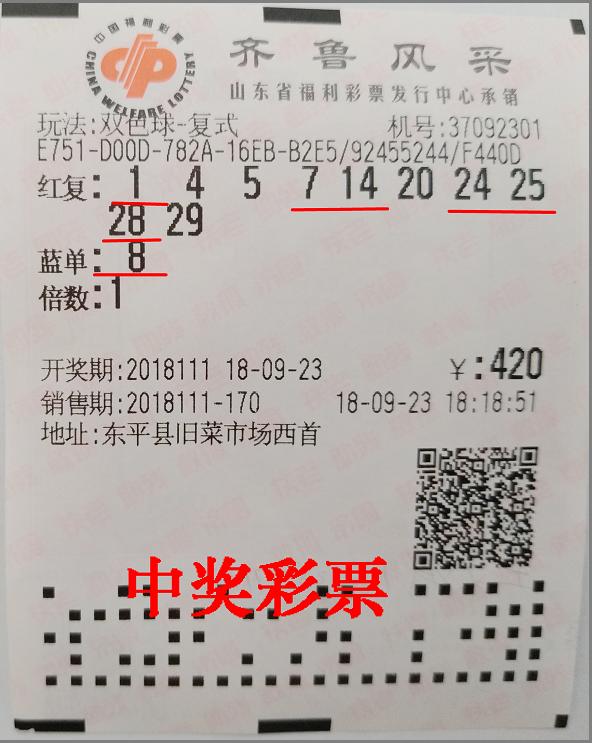 中国福利彩票
CHINA WELFARE LOTTERY
齐鲁风采
山东省福利彩票发行中心承销
玩法:双色球-复式 机号:37092301
E751-D00D-782A-16EB-B2E5/92455244/F440D
红复: 1 4 5 7 14 20 24 25
28 29
蓝单: 8
倍数:1
开奖期:2018111 18-09-23 ¥:420
销售期:2018111-170 18-09-23 18:18:51
地址:东平县旧菜市场西首
中奖彩票